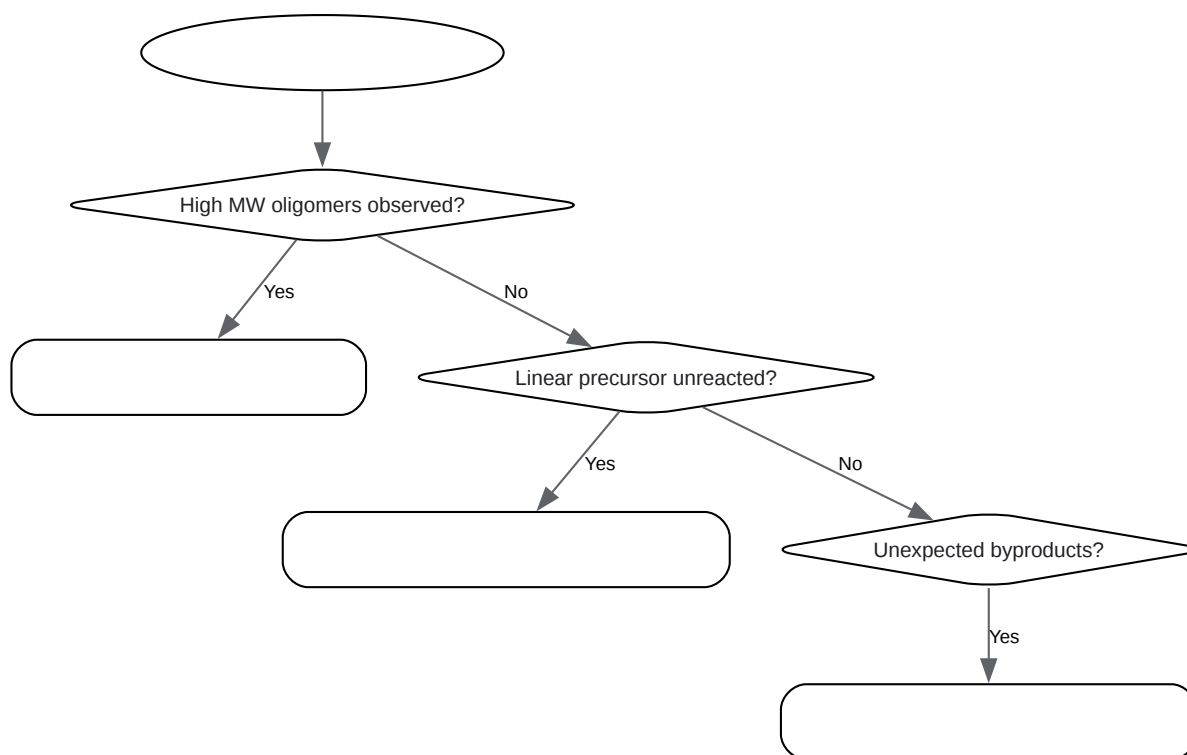 High MW oligomers observed?
Yes
No
Linear precursor unreacted?
Yes
No
Unexpected byproducts?
Yes